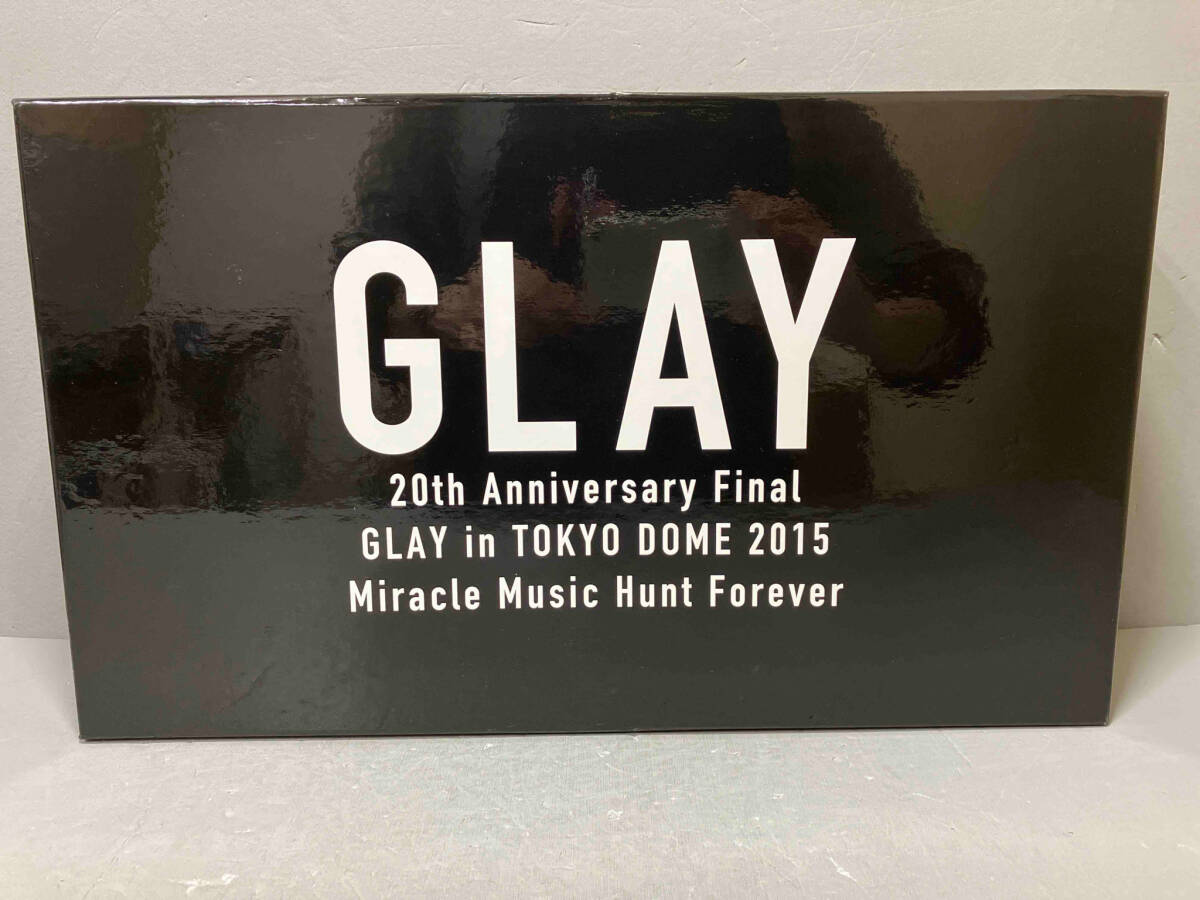 GLAY
20th Anniversary Final
GLAY in TOKYO DOME 2015
Miracle Music Hunt Forever